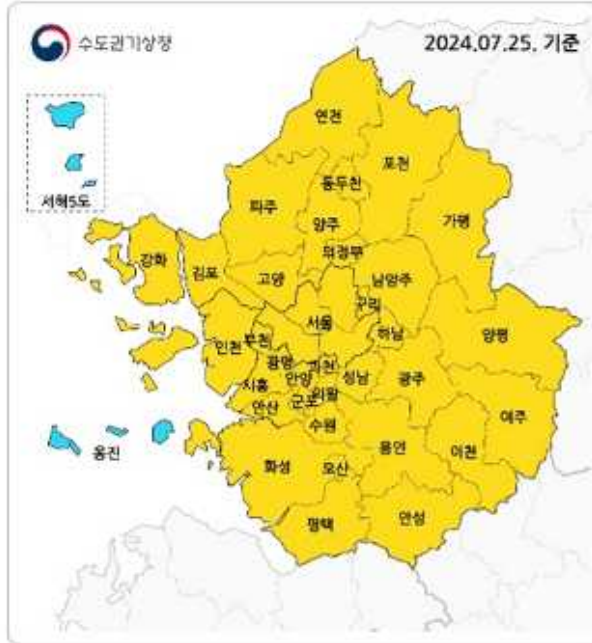 수도권기상청
2024.07.25. 기준
연천
포천
동두천
서해5도
파주
양주
가평
의정부
강화
김포
고양
남양주
구리
서울
양평
인천
부천
하남
광명
과천
시흥
안양
성남
광주
의왕
안산
군포
여주
수원
옹진
용인
이천
화성
오산
평택
안성